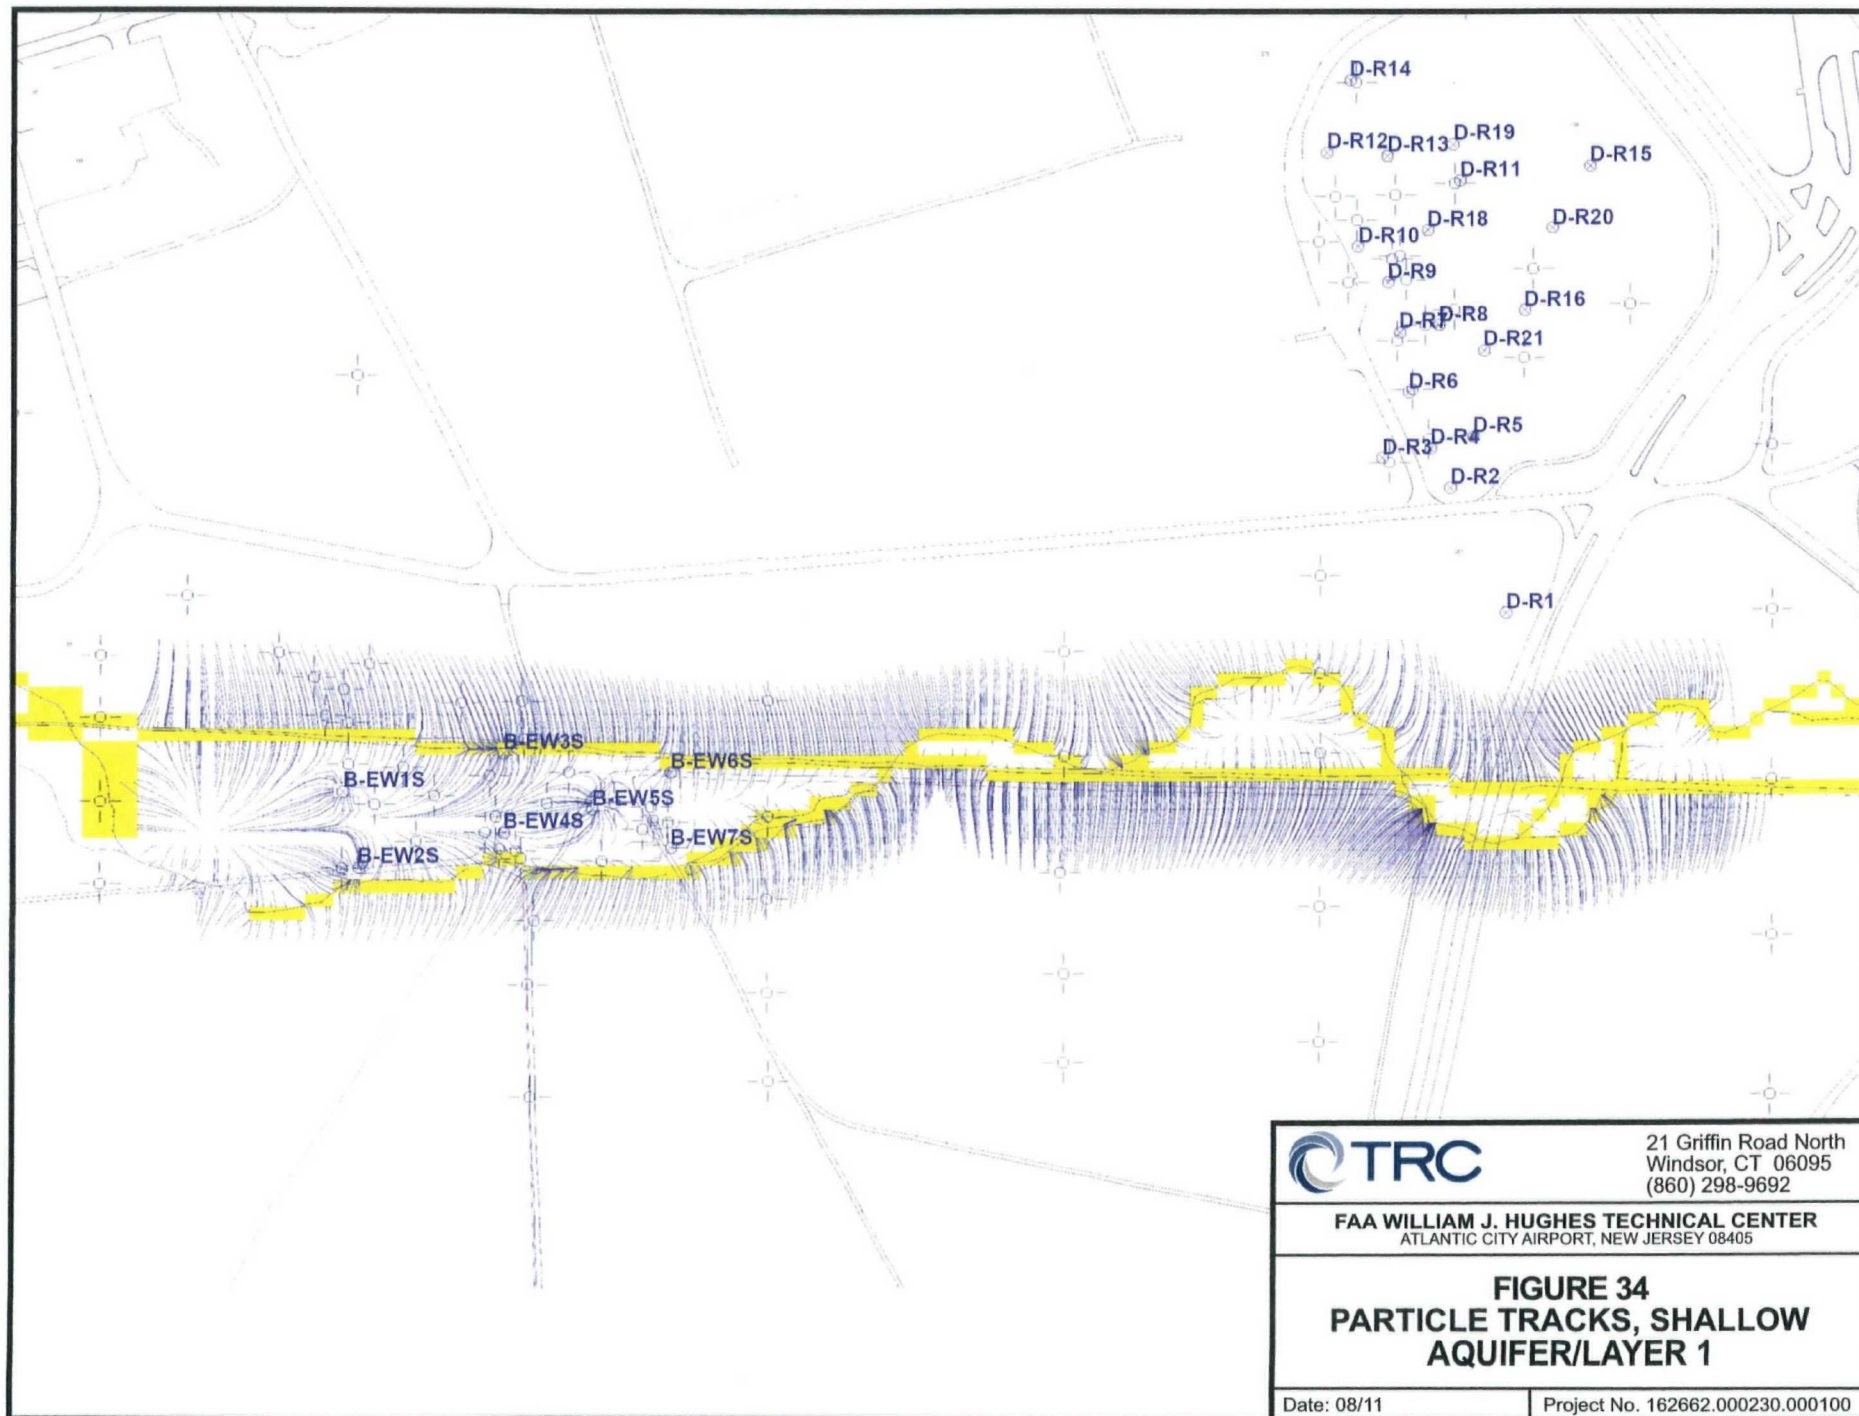 D-R14
D-R19
D-R12
D-R13
D-R11
D-R15
D-R18
D-R20
D-R10
D-R9
D-R16
D-R8
D-R7
D-R21
D-R6
D-R5
D-R4
D-R3
D-R2
D-R1
B-EW3S
B-EW6S
B-EW1S
B-EW5S
B-EW4S
B-EW7S
B-EW2S
TRC
21 Griffin Road North
Windsor, CT 06095
(860) 298-9692
FAA WILLIAM J. HUGHES TECHNICAL CENTER
ATLANTIC CITY AIRPORT, NEW JERSEY 08405
FIGURE 34
PARTICLE TRACKS, SHALLOW
AQUIFER/LAYER 1
Date: 08/11
Project No. 162662.000230.000100